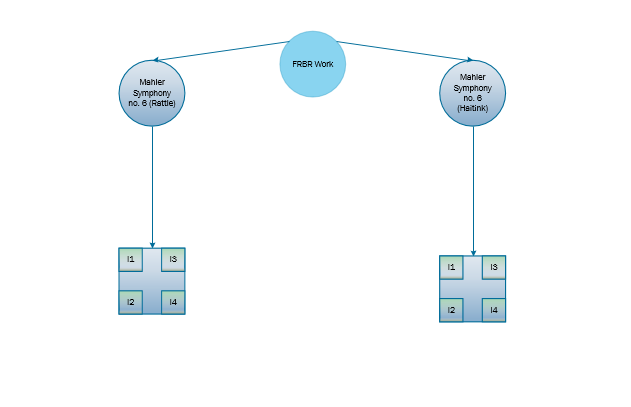 FRBR Work
Mahler
Symphony
no. 6 (Rattle)
Mahler
Symphony
no. 6
(Haitink)
I1
I3
I2
I4
I1
I3
I2
I4